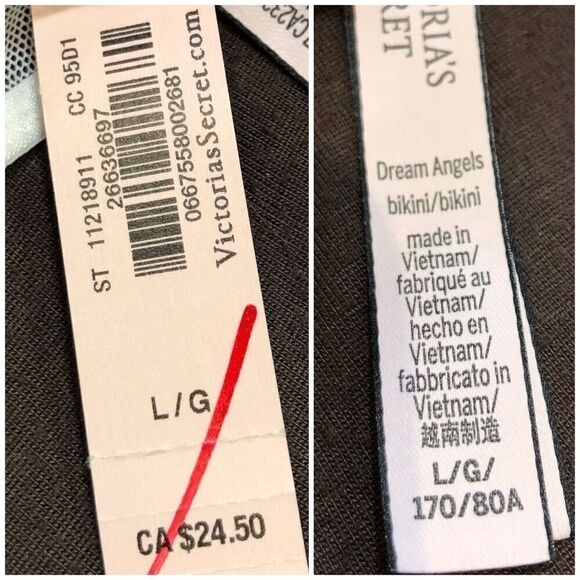 ST 11218911 CC 95D1
26636697
0667558002681
VictoriasSecret.com
L/G
CA $24.50
RIA'S
RET
Dream Angels
bikini/bikini
made in
Vietnam/
fabriqué au
Vietnam/
hecho en
Vietnam/
fabbricato in
Vietnam/
越南制造
L/G/
170/80A